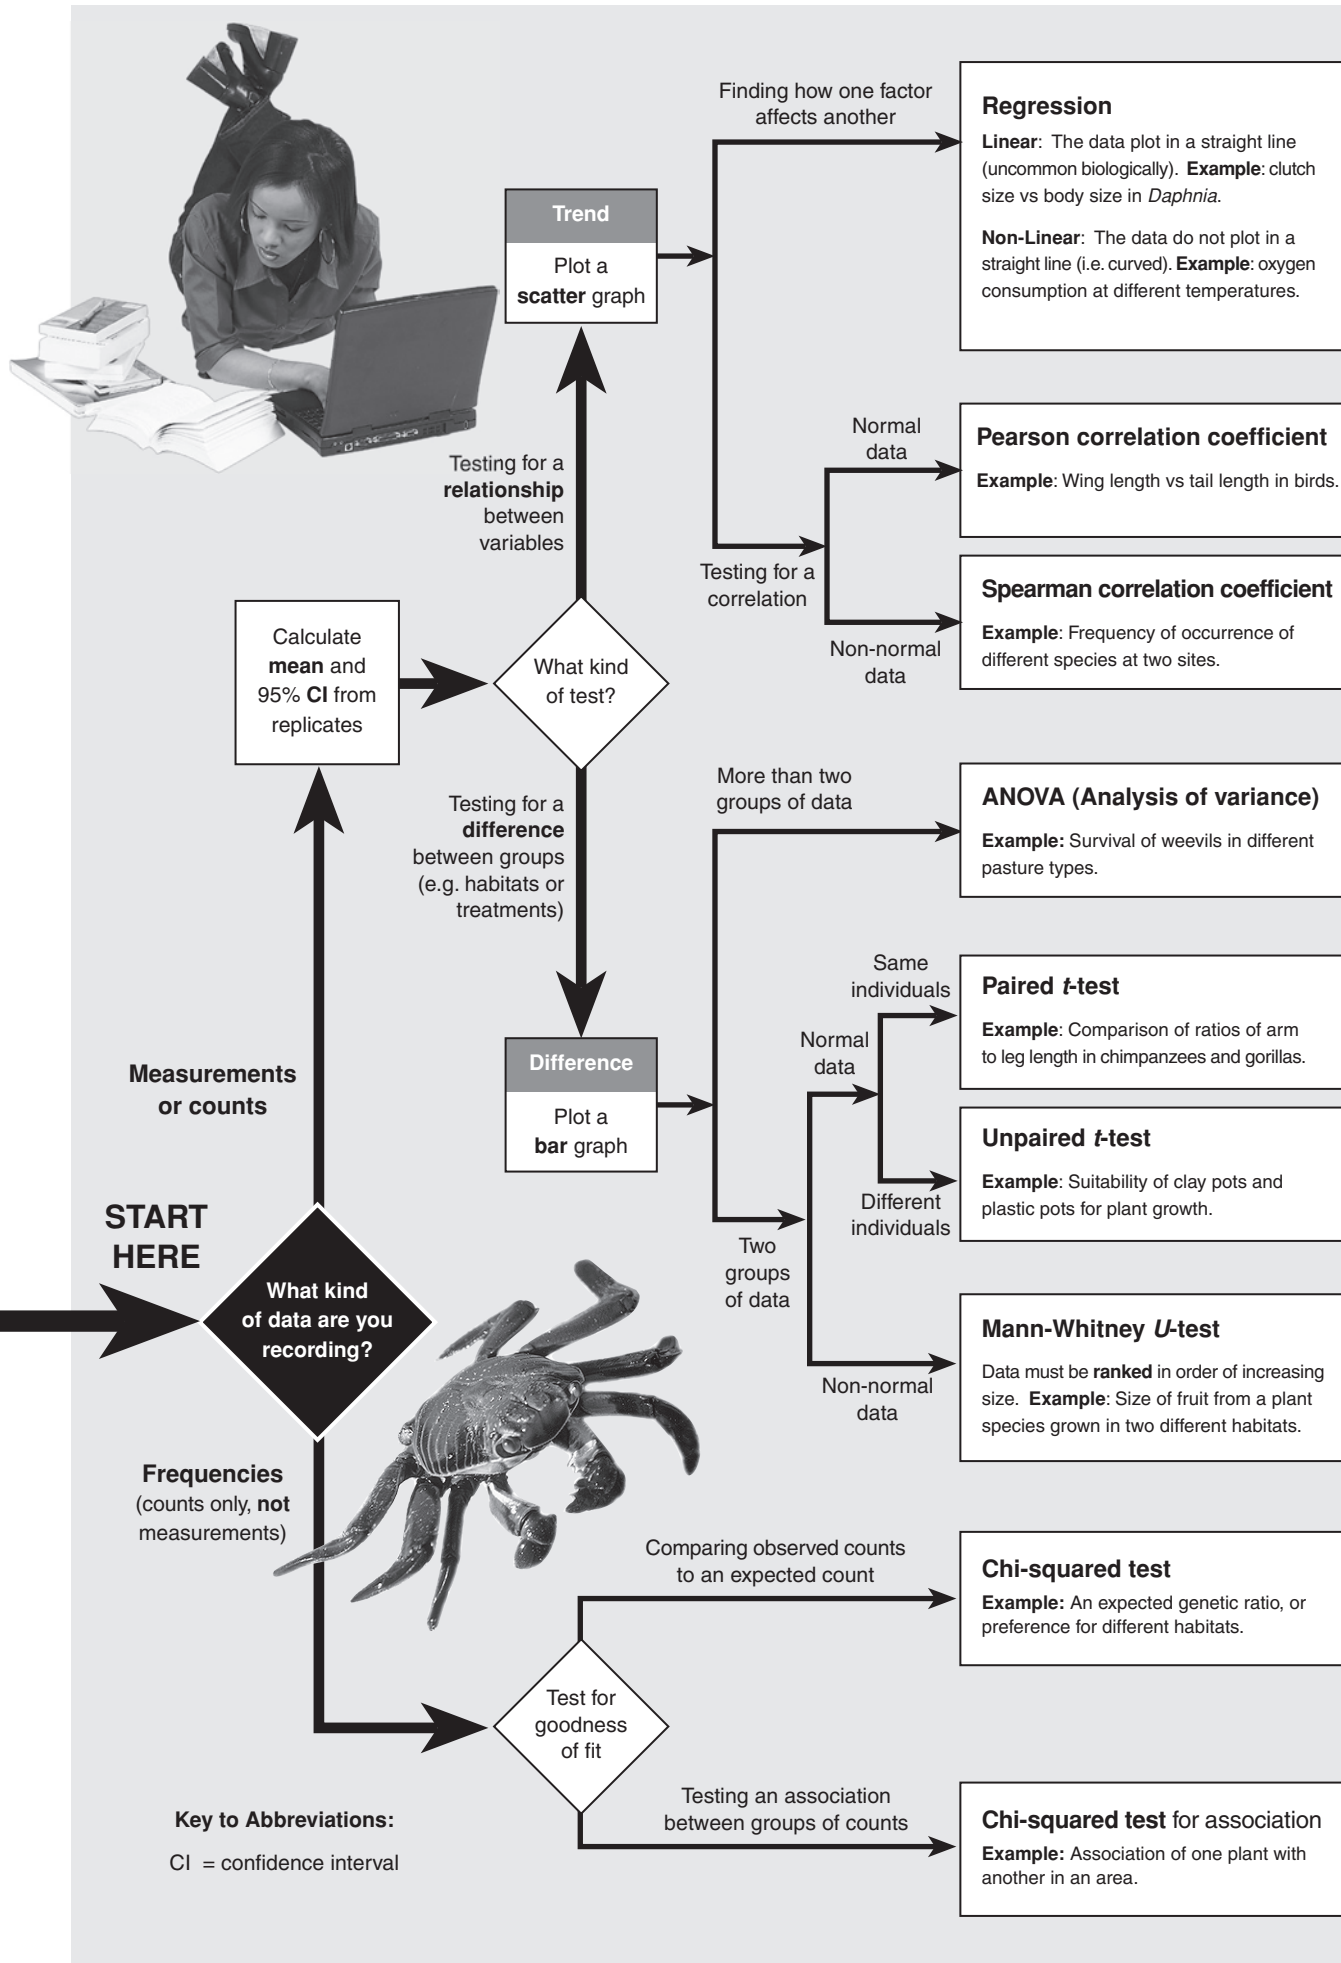 Finding how one factor
affects another
Regression
Linear: The data plot in a straight line
(uncommon biologically). Example: clutch
size vs body size in Daphnia.
Non-Linear: The data do not plot in a
straight line (i.e. curved). Example: oxygen
consumption at different temperatures.
Trend
Plot a
scatter graph
Normal
data
Pearson correlation coefficient
Example: Wing length vs tail length in birds.
Testing for a
relationship
between
variables
Testing for a
correlation
Spearman correlation coefficient
Example: Frequency of occurrence of
different species at two sites.
Non-normal
data
Calculate
mean and
95% CI from
replicates
What kind
of test?
Testing for a
difference
between groups
(e.g. habitats or
treatments)
More than two
groups of data
ANOVA (Analysis of variance)
Example: Survival of weevils in different
pasture types.
Same
individuals
Paired t-test
Example: Comparison of ratios of arm
to leg length in chimpanzees and gorillas.
Normal
data
Difference
Plot a
bar graph
Measurements
or counts
Unpaired t-test
Example: Suitability of clay pots and
plastic pots for plant growth.
Different
individuals
START
HERE
Two
groups
of data
What kind
of data are you
recording?
Mann-Whitney U-test
Data must be ranked in order of increasing
size. Example: Size of fruit from a plant
species grown in two different habitats.
Non-normal
data
Frequencies
(counts only, not
measurements)
Comparing observed counts
to an expected count
Chi-squared test
Example: An expected genetic ratio, or
preference for different habitats.
Test for
goodness
of fit
Testing an association
between groups of counts
Chi-squared test for association
Example: Association of one plant with
another in an area.
Key to Abbreviations:
CI = confidence interval